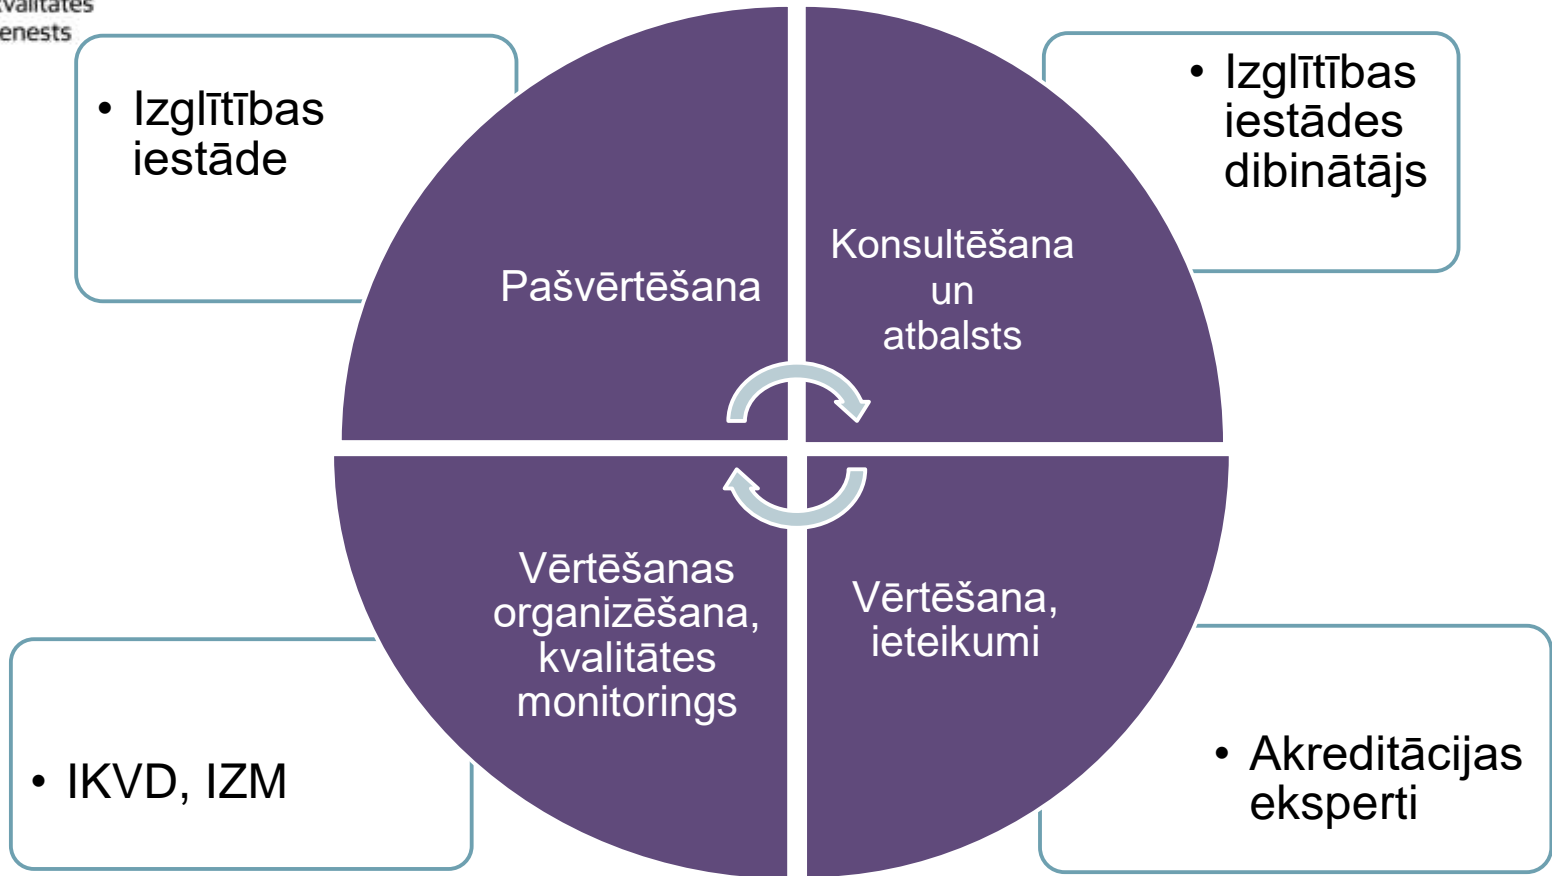 kvalitātes
• Izglītības
iestāde
• Izglītības
iestādes
dibinātājs
Pašvērtēšana
Konsultēšana
un
atbalsts
Vērtēšanas
organizēšana,
kvalitātes
monitorings
Vērtēšana,
ieteikumi
• IKVD, IZM
• Akreditācijas
eksperti